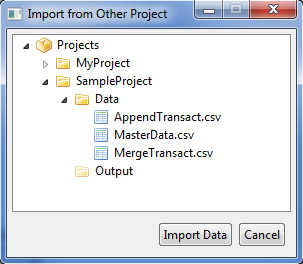 Import from Other Project
Projects
MyProject
SampleProject
Data
AppendTransact.csv
MasterData.csv
MergeTransact.csv
Output
Import Data Cancel